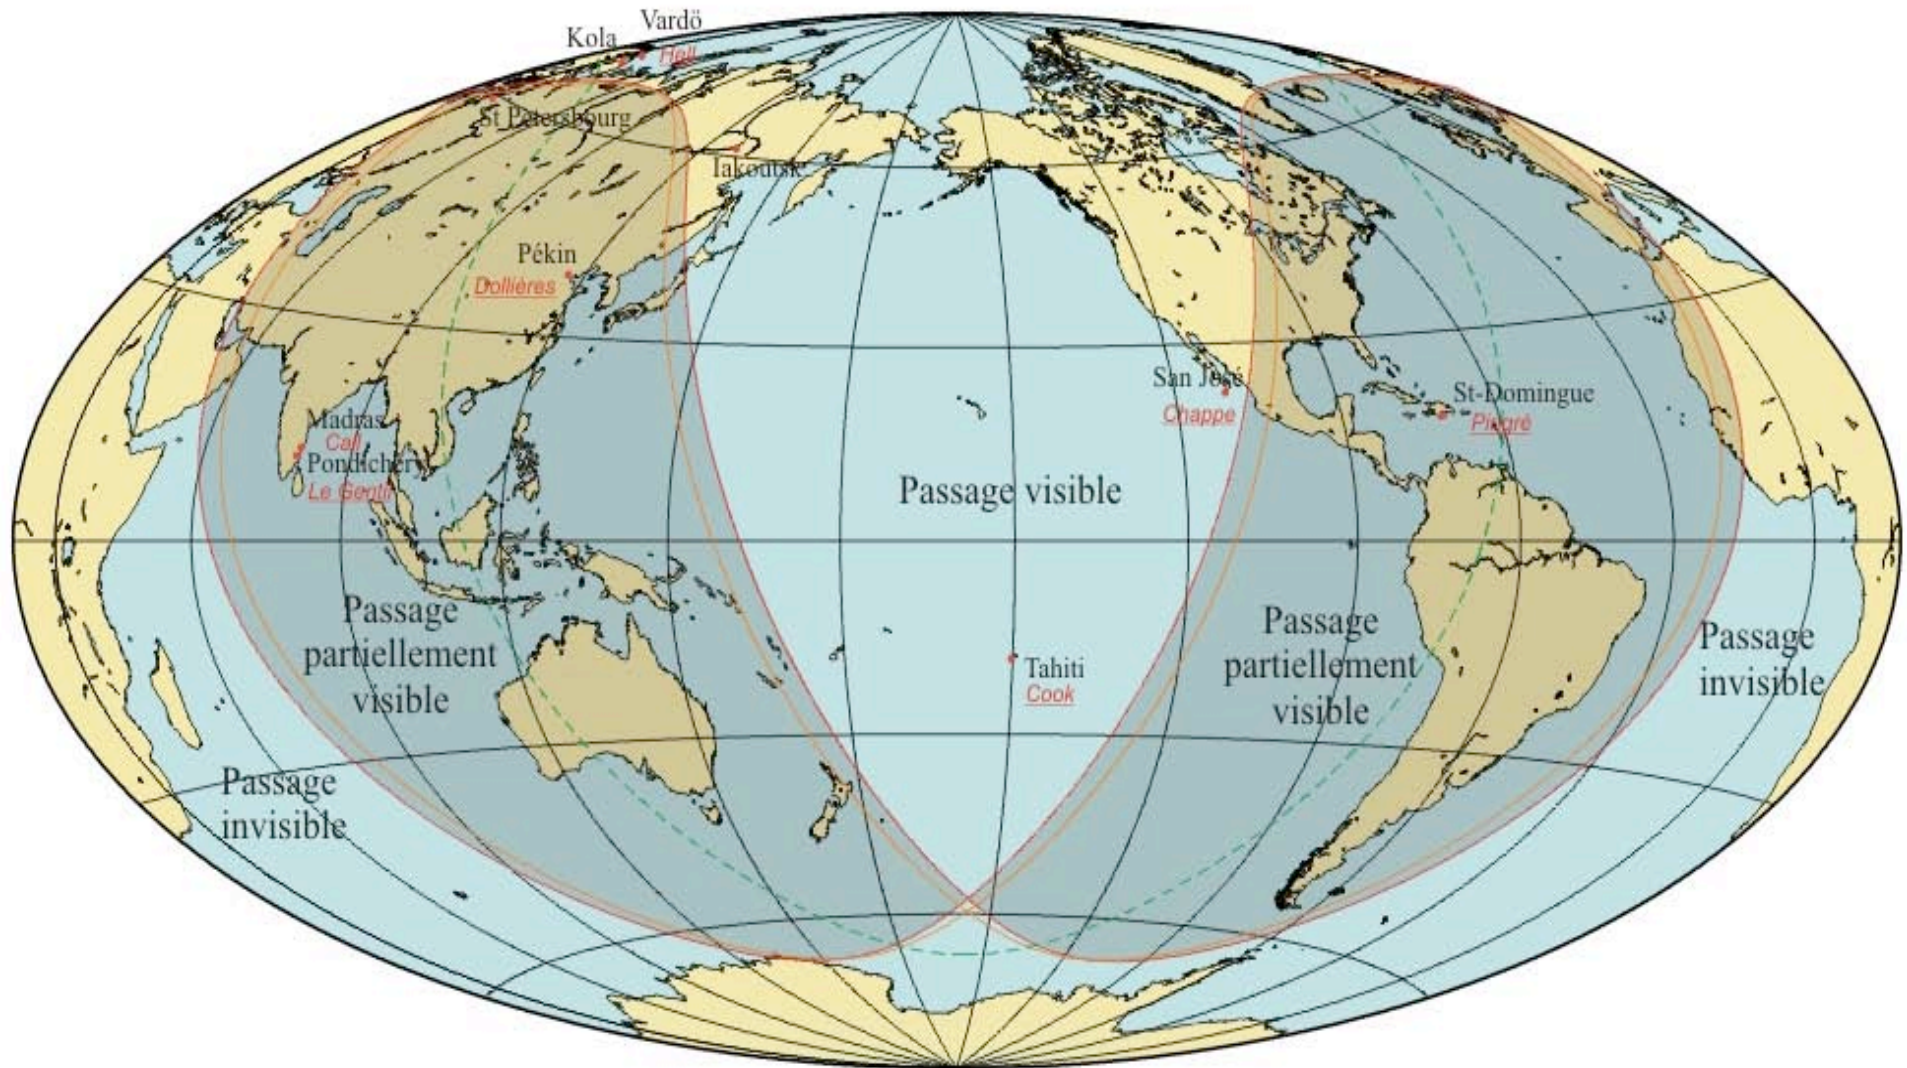 Vardö
Kola
Hell
St Petersbourg
Iakoutsk
Pékin
Dollières
San José
Chappe
St-Domingue
Pingré
Madras
Call
Pondichéry
Le Gentil
Passage visible
Passage
partiellement
visible
Passage
partiellement
visible
Passage
invisible
Tahiti
Cook
Passage
invisible